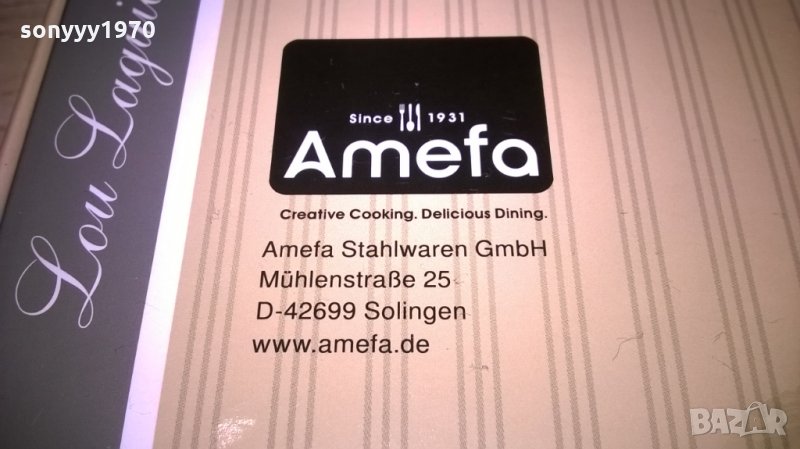 sonyyy1970
Lou
Since 1931
Amefa
Creative Cooking. Delicious Dining.
Amefa Stahlwaren GmbH
Mühlenstraße 25
D-42699 Solingen
www.amefa.de
BAZAR